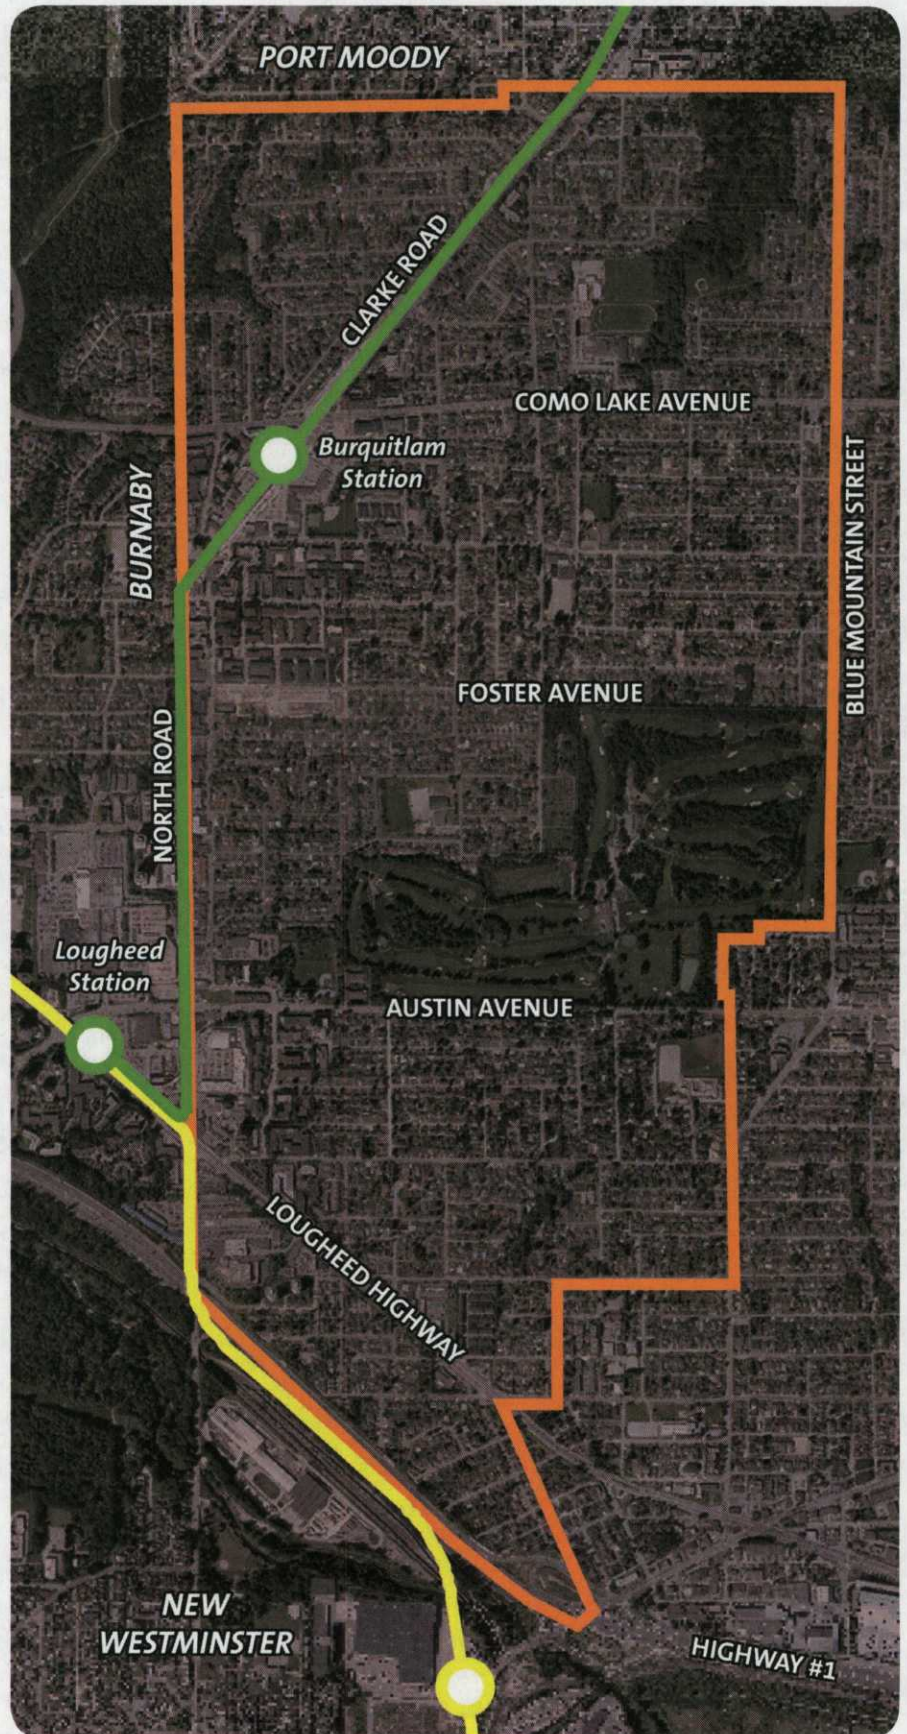 PORT MOODY
CLARKE ROAD
COMO LAKE AVENUE
Burquitlam
Station
BURNABY
BLUE MOUNTAIN STREET
FOSTER AVENUE
NORTH ROAD
Lougheed
Station
AUSTIN AVENUE
LOUGHEED HIGHWAY
NEW
WESTMINSTER
HIGHWAY #1